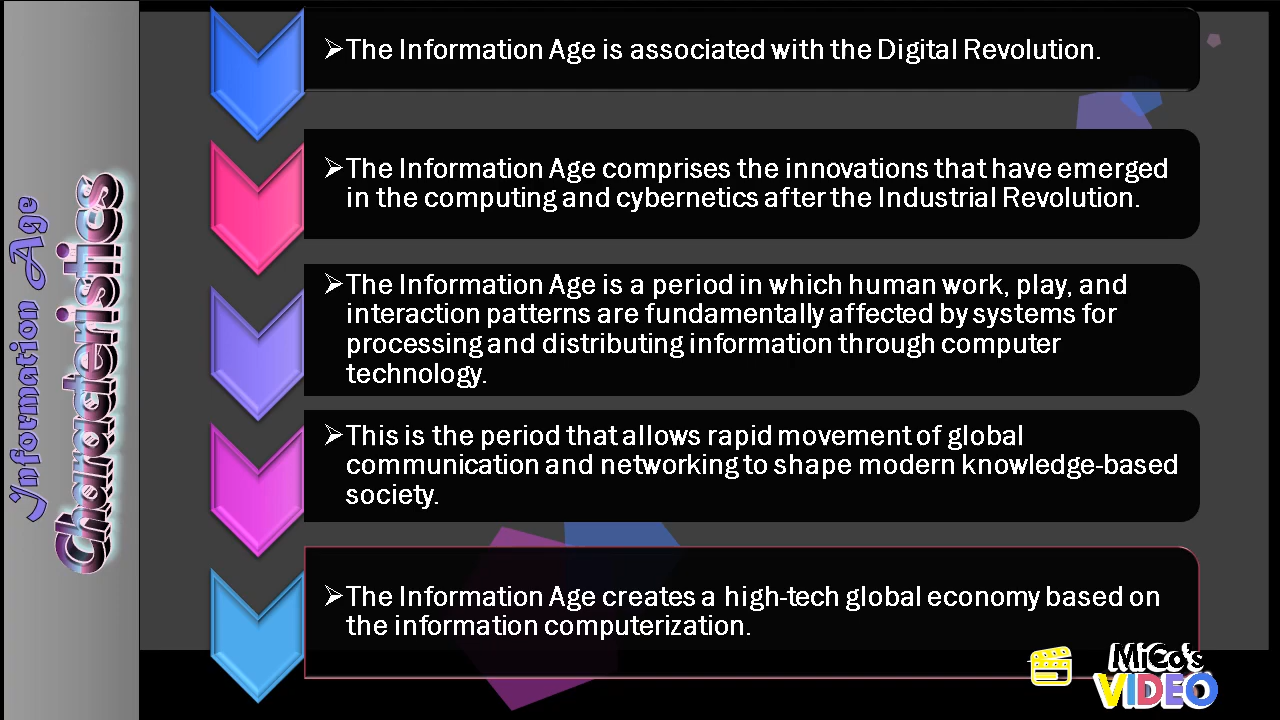 Information Age
Characteristics
➢The Information Age is associated with the Digital Revolution.
➢The Information Age comprises the innovations that have emerged
in the computing and cybernetics after the Industrial Revolution.
➢The Information Age is a period in which human work, play, and
interaction patterns are fundamentally affected by systems for
processing and distributing information through computer
technology.
➢This is the period that allows rapid movement of global
communication and networking to shape modern knowledge-based
society.
➢The Information Age creates a high-tech global economy based on
the information computerization.
MiCo's
VIDEO